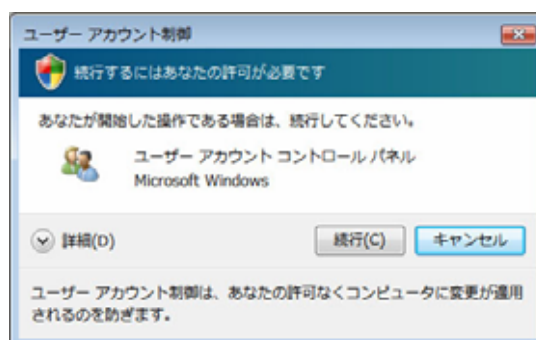 ユーザー アカウント制御
続行するにはあなたの許可が必要です
あなたが開始した操作である場合は、続行してください。
ユーザー アカウント コントロール パネル
Microsoft Windows
詳細(D)
続行(C)
キャンセル
ユーザー アカウント制御は、あなたの許可なくコンピュータに変更が適用
されるのを防ぎます。